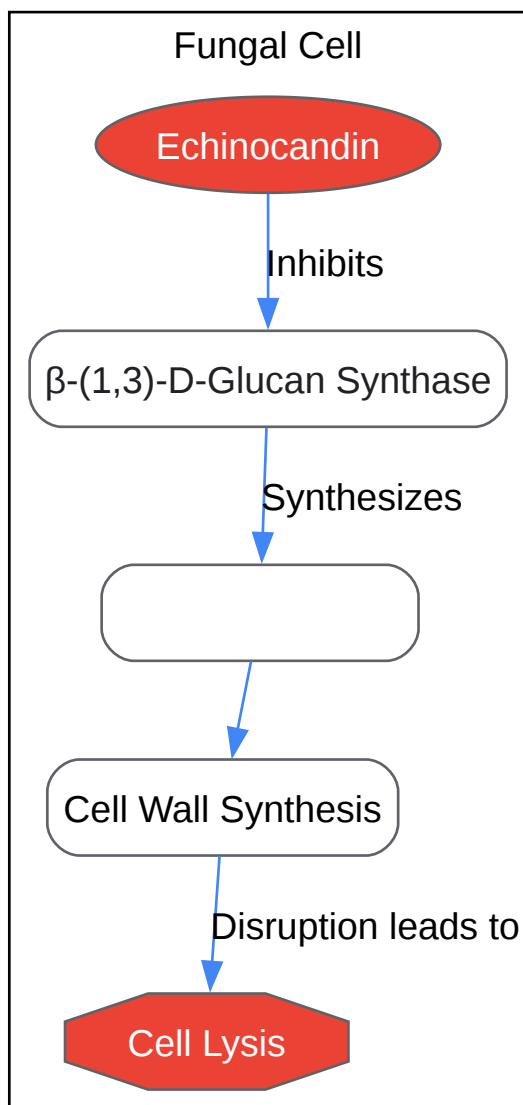 Fungal Cell
Echinocandin
Inhibits
β-(1,3)-D-Glucan Synthase
Synthesizes
Cell Wall Synthesis
Disruption leads to
Cell Lysis